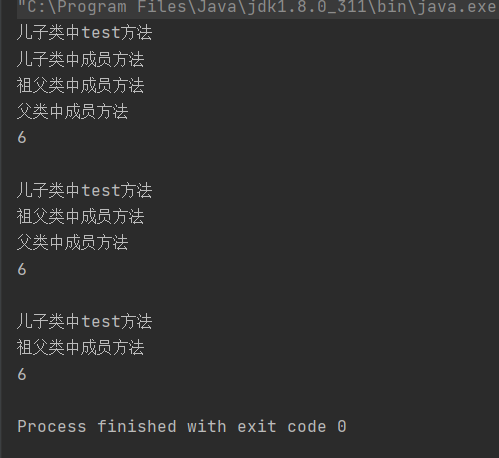 "C:\Program Files\Java\jdk1.8.0_311\bin\java.exe
儿子类中test方法
儿子类中成员方法
祖父类中成员方法
父类中成员方法
6
儿子类中test方法
祖父类中成员方法
父类中成员方法
6
儿子类中test方法
祖父类中成员方法
6
Process finished with exit code 0